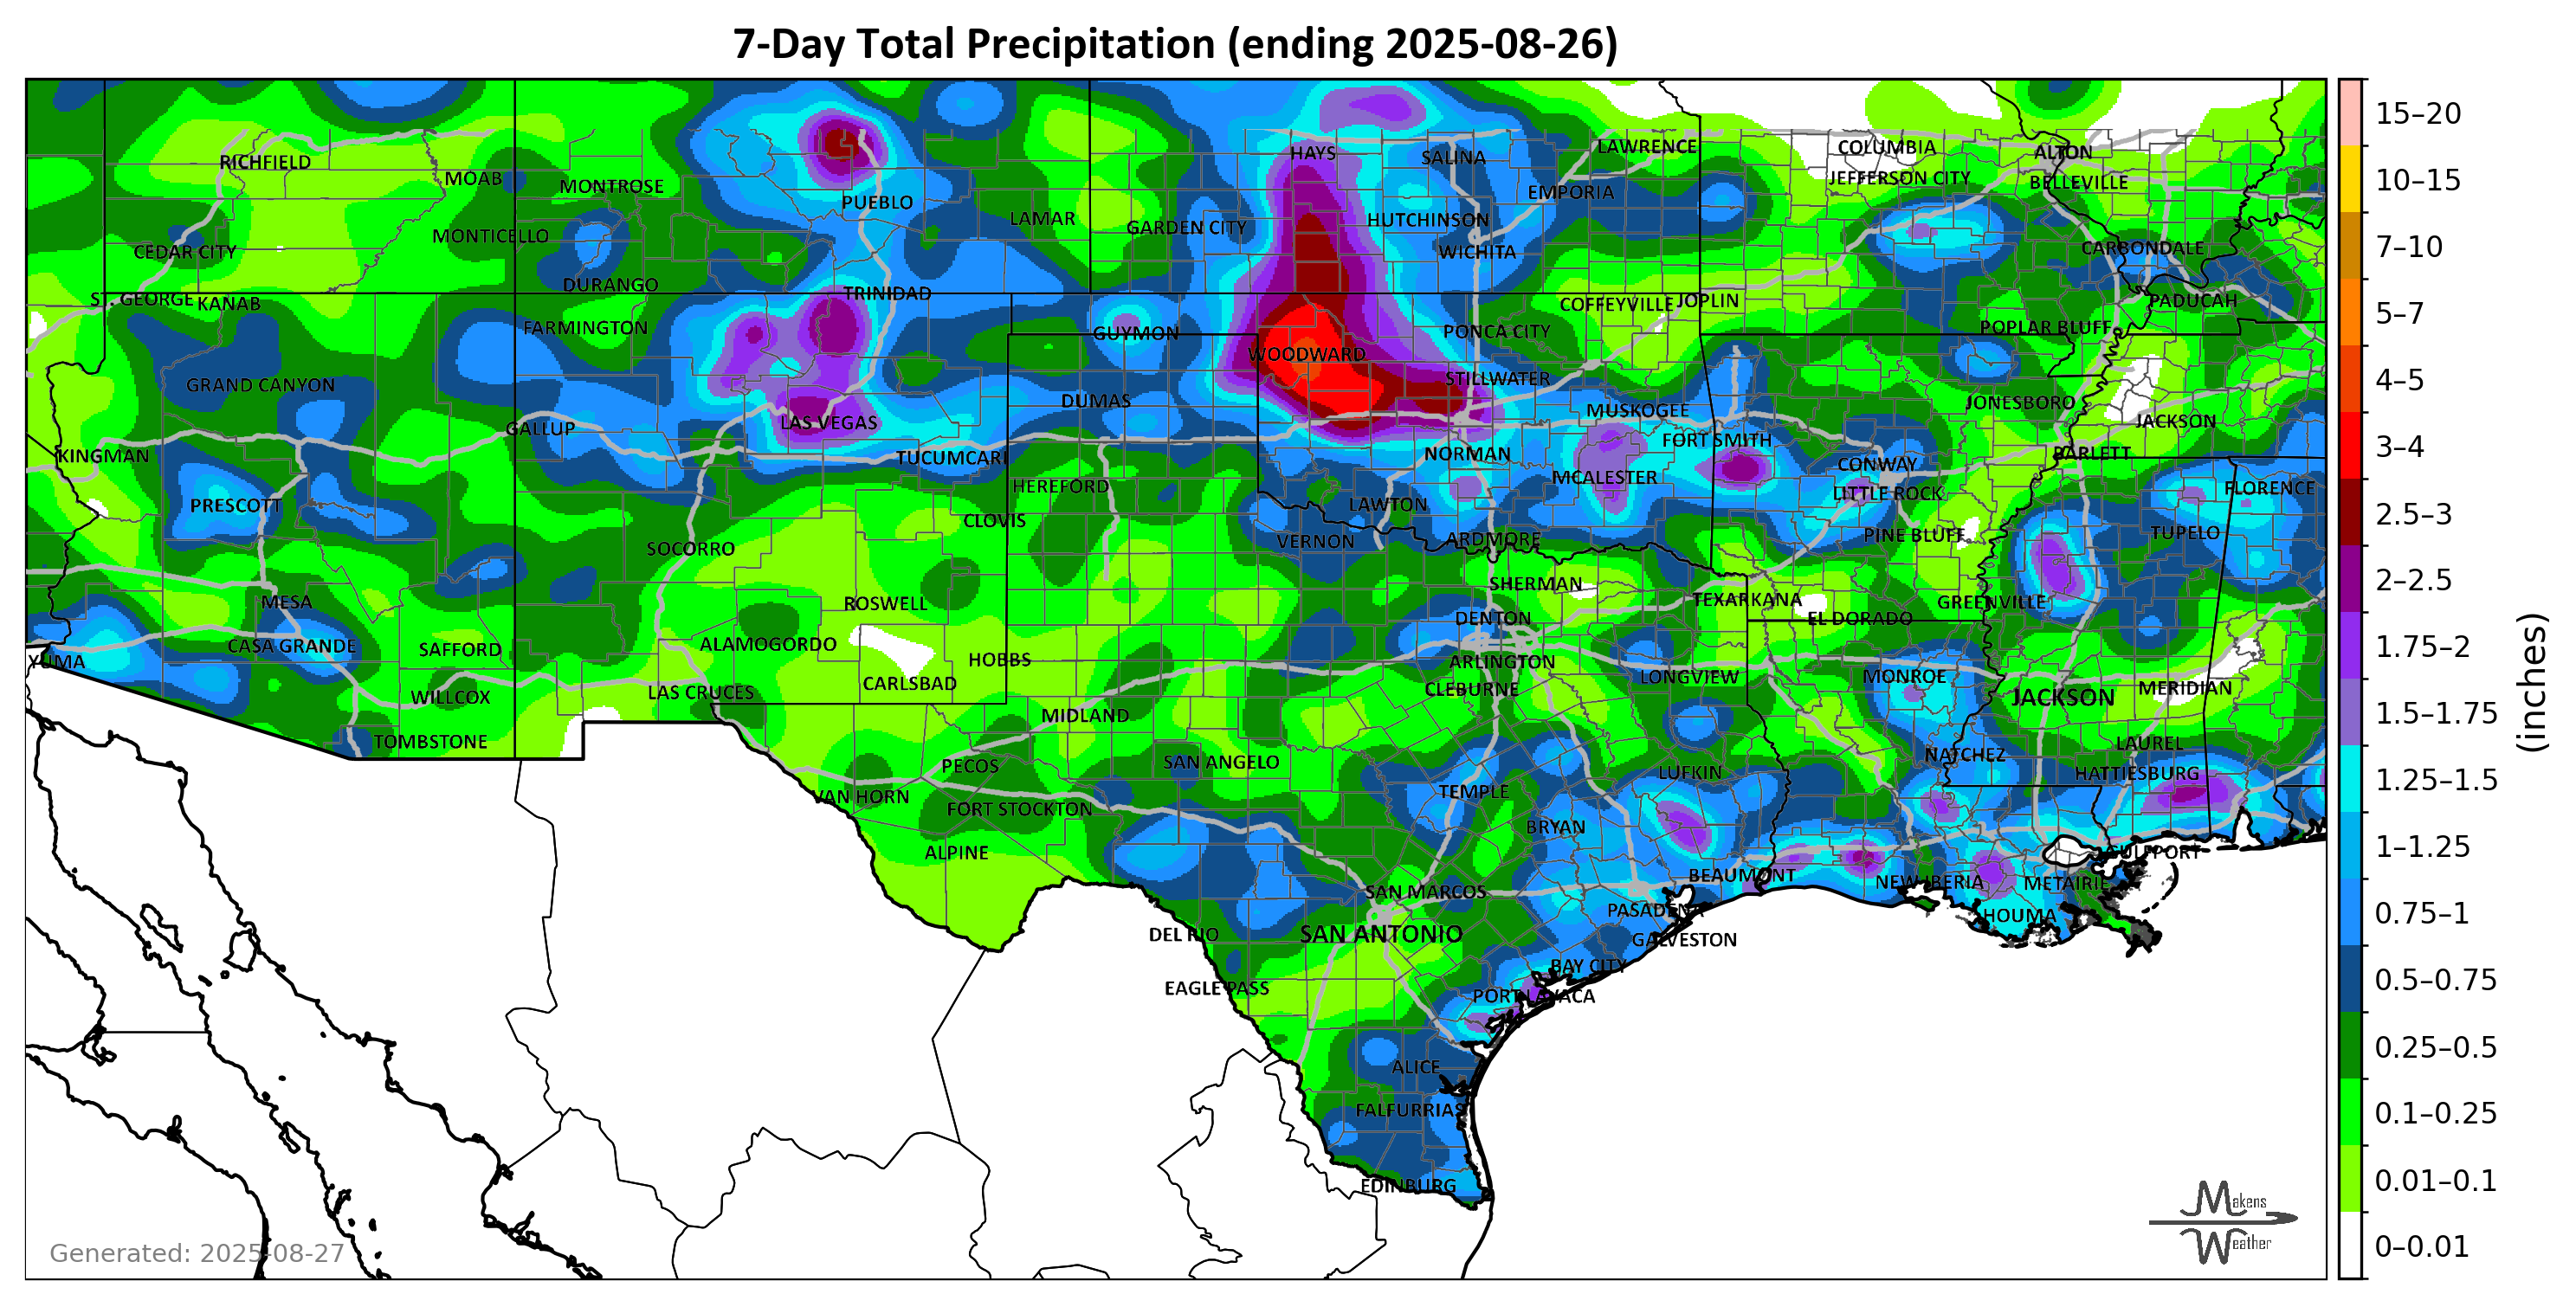 7-Day Total Precipitation (ending 2025-08-26)
HAYS
SALINA
LAWRENCE
COLUMBIA
ALTON
RICHFIELD
MOAB
MONTROSE
PUEBLO
EMPORIA
JEFFERSON CITY
BELLEVILLE
LAMAR
GARDEN CITY
HUTCHINSON
CEDAR CITY
MONTICELLO
WICHITA
CARBONDALE
DURANGO
TRINIDAD
ST. GEORGE
KANAB
COFFEYVILLE
JOPLIN
PADUCAH
FARMINGTON
GUYMON
PONCA CITY
POPLAR BLUFF
WOODWARD
GRAND CANYON
STILLWATER
DUMAS
MUSKOGEE
JONESBORO
GALLUP
LAS VEGAS
JACKSON
KINGMAN
TUCUMCARI
NORMAN
FORT SMITH
BARLETT
PRESCOTT
HEREFORD
MCALESTER
CONWAY
LITTLE ROCK
FLORENCE
CLOVIS
LAWTON
SOCORRO
VERNON
ARDMORE
PINE BLUFF
TUPELO
MESA
ROSWELL
SHERMAN
TEXARKANA
GREENVILLE
CASA GRANDE
SAFFORD
ALAMOGORDO
DENTON
EL DORADO
YUMA
HOBBS
ARLINGTON
WILLCOX
LAS CRUCES
CARLSBAD
CLEBURNE
LONGVIEW
MONROE
JACKSON
MERIDIAN
TOMBSTONE
MIDLAND
PECOS
SAN ANGELO
NATCHEZ
LAUREL
VAN HORN
FORT STOCKTON
TEMPLE
LUFKIN
HATTIESBURG
ALPINE
BRYAN
GULFPORT
SAN MARCOS
BEAUMONT
NEW IBERIA
METAIRIE
DEL RIO
SAN ANTONIO
PASADENA
HOUMA
GALVESTON
EAGLE PASS
BAY CITY
PORT LAVACA
ALICE
FALFURRIAS
EDINBURG
15–20
10–15
7–10
5–7
4–5
3–4
2.5–3
2–2.5
1.75–2
1.5–1.75
1.25–1.5
1–1.25
0.75–1
0.5–0.75
0.25–0.5
0.1–0.25
0.01–0.1
0–0.01
(inches)
Generated: 2025-08-27
Makens
Weather